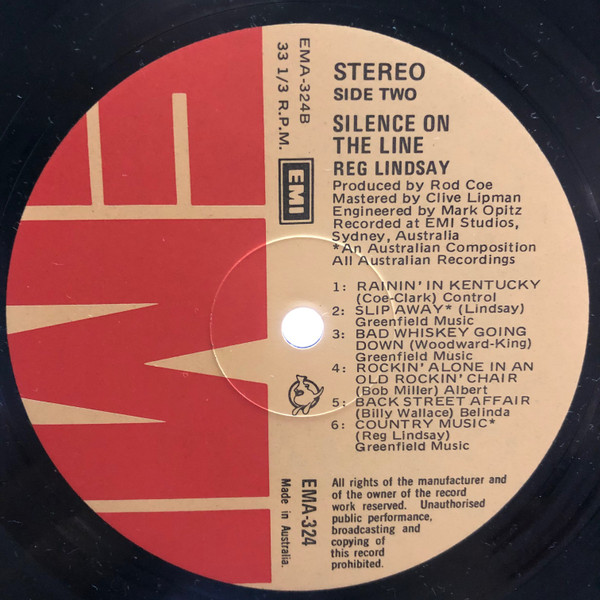 EMA-324B
33 1/3 R.P.M.
EMI
STEREO
SIDE TWO
SILENCE ON
THE LINE
REG LINDSAY
Produced by Rod Coe
Mastered by Clive Lipman
Engineered by Mark Opitz
Recorded at EMI Studios,
Sydney, Australia
*An Australian Composition
All Australian Recordings
1: RAININ' IN KENTUCKY
(Coe-Clark) Control
2: SLIP AWAY* (Lindsay)
Greenfield Music
3: BAD WHISKEY GOING
DOWN (Woodward-King)
Greenfield Music
4: ROCKIN' ALONE IN AN
OLD ROCKIN' CHAIR
(Bob Miller) Albert
5: BACK STREET AFFAIR
(Billy Wallace) Belinda
6: COUNTRY MUSIC*
(Reg Lindsay)
Greenfield Music
EMA-324
Made in Australia.
All rights of the manufacturer and
of the owner of the record
work reserved. Unauthorised
public performance,
broadcasting and
copying of
this record
prohibited.
EMI